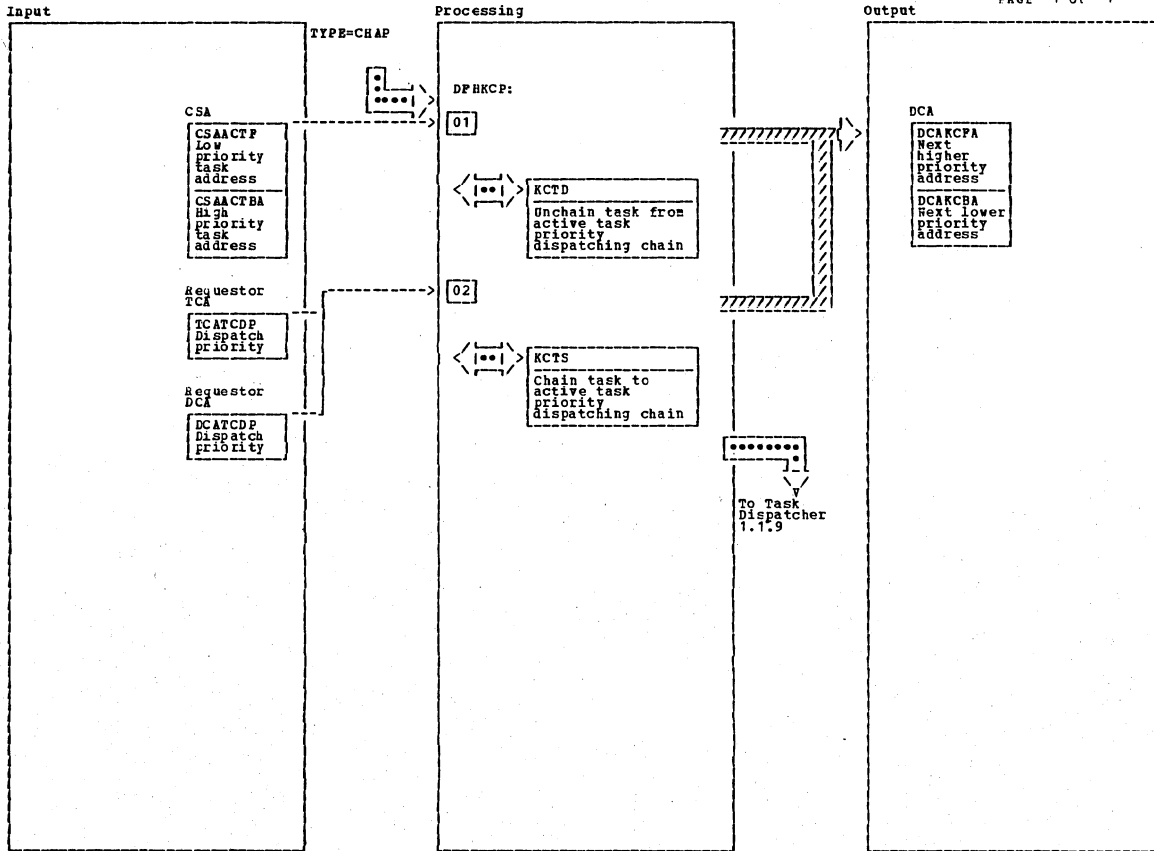 Input
Processing
Output
TYPE=CHAP
DFHKCP:
CSA
CSAACTF
Low
priority
task
address
CSAACTBA
High
priority
task
address
01
KCTD
Unchain task from
active task
priority
dispatching chain
DCA
DCAKCFA
Next
higher
priority
address
DCAKCBA
Next lower
priority
address
Requestor
TCA
TCATCDP
Dispatch
priority
02
KCTS
Chain task to
active task
priority
dispatching chain
Requestor
DCA
DCATCDP
Dispatch
priority
To Task
Dispatcher
1.1.9